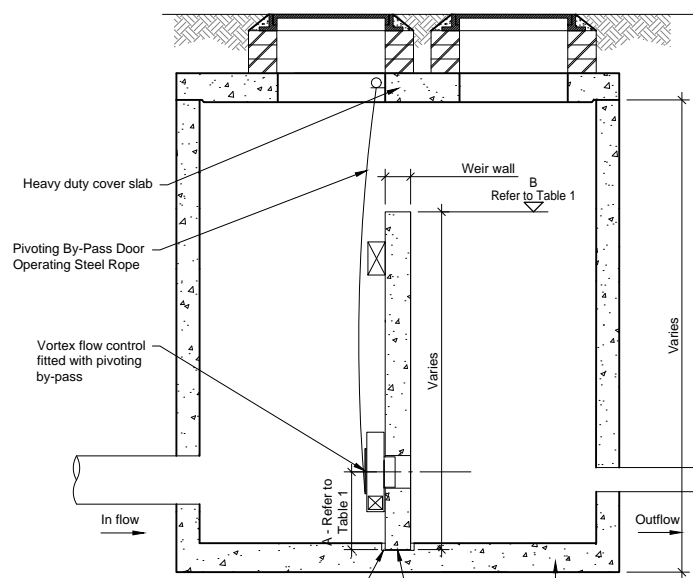 Weir wall
B
Refer to Table 1
Heavy duty cover slab
Pivoting By-Pass Door
Operating Steel Rope
Vortex flow control
fitted with pivoting
by-pass
Varies
Varies
A - Refer to
Table 1
In flow
Outflow